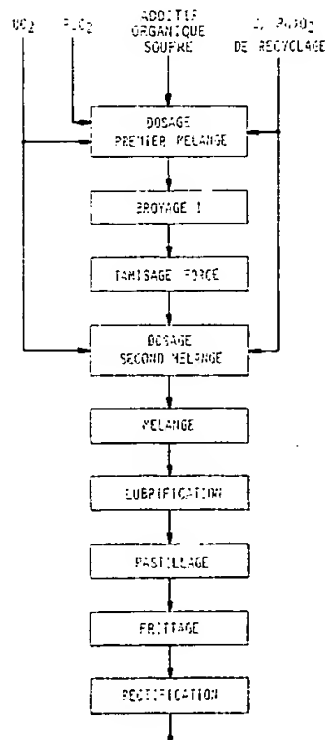 UO2
PuO2
ADDITIF
ORGANIQUE
SOUFRE
DE RECYCLAGE
DOSAGE
PREMIER MELANGE
BROYAGE I
TAMISAGE FORCE
DOSAGE
SECOND MELANGE
MELANGE
LUBRIFICATION
PASTILLAGE
FRITTAGE
RECTIFICATION